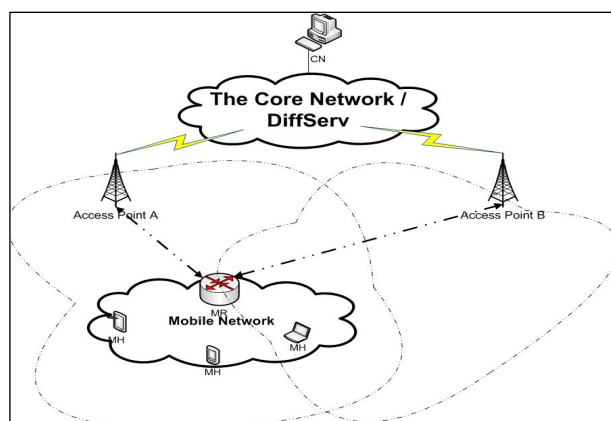 CN
The Core Network /
DiffServ
Access Point A
Access Point B
MR
Mobile Network
MH
MH
MH